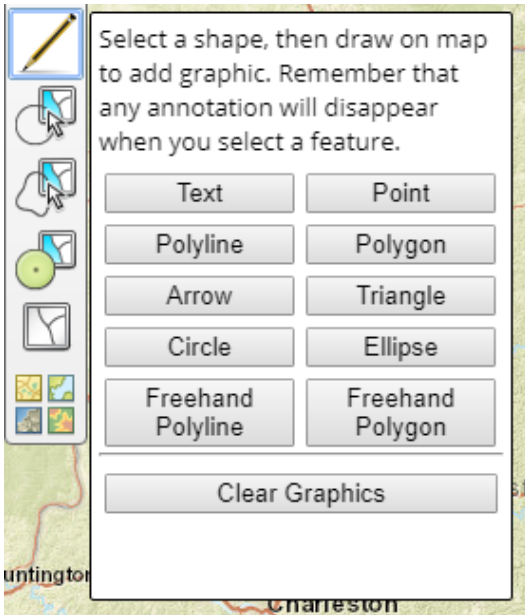 Select a shape, then draw on map
to add graphic. Remember that
any annotation will disappear
when you select a feature.
Text Point
Polyline Polygon
Arrow Triangle
Circle Ellipse
Freehand Freehand
Polyline Polygon
Clear Graphics
untington
Charleston